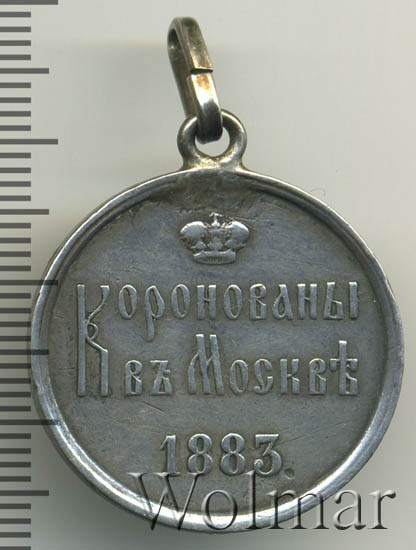 Коронованы
въ Москвѣ
1883.
Wolmar